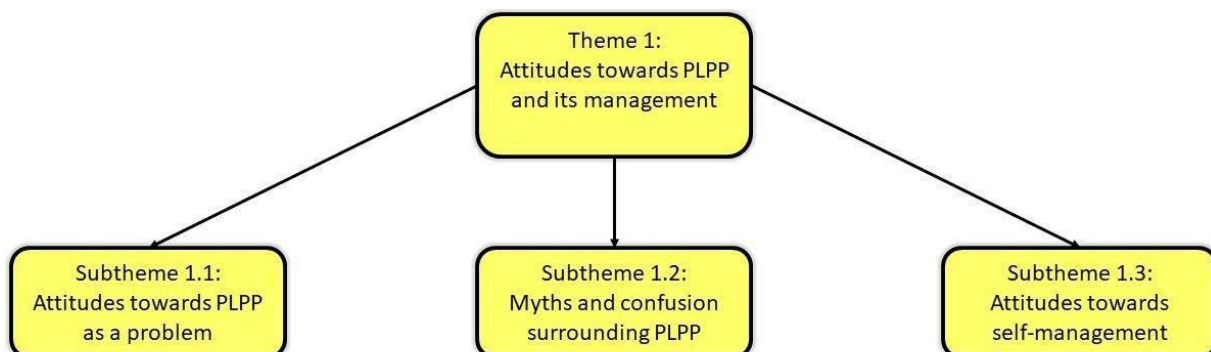 Theme 1:
Attitudes towards PLPP
and its management
Subtheme 1.1:
Attitudes towards PLPP
as a problem
Subtheme 1.2:
Myths and confusion
surrounding PLPP
Subtheme 1.3:
Attitudes towards
self-management